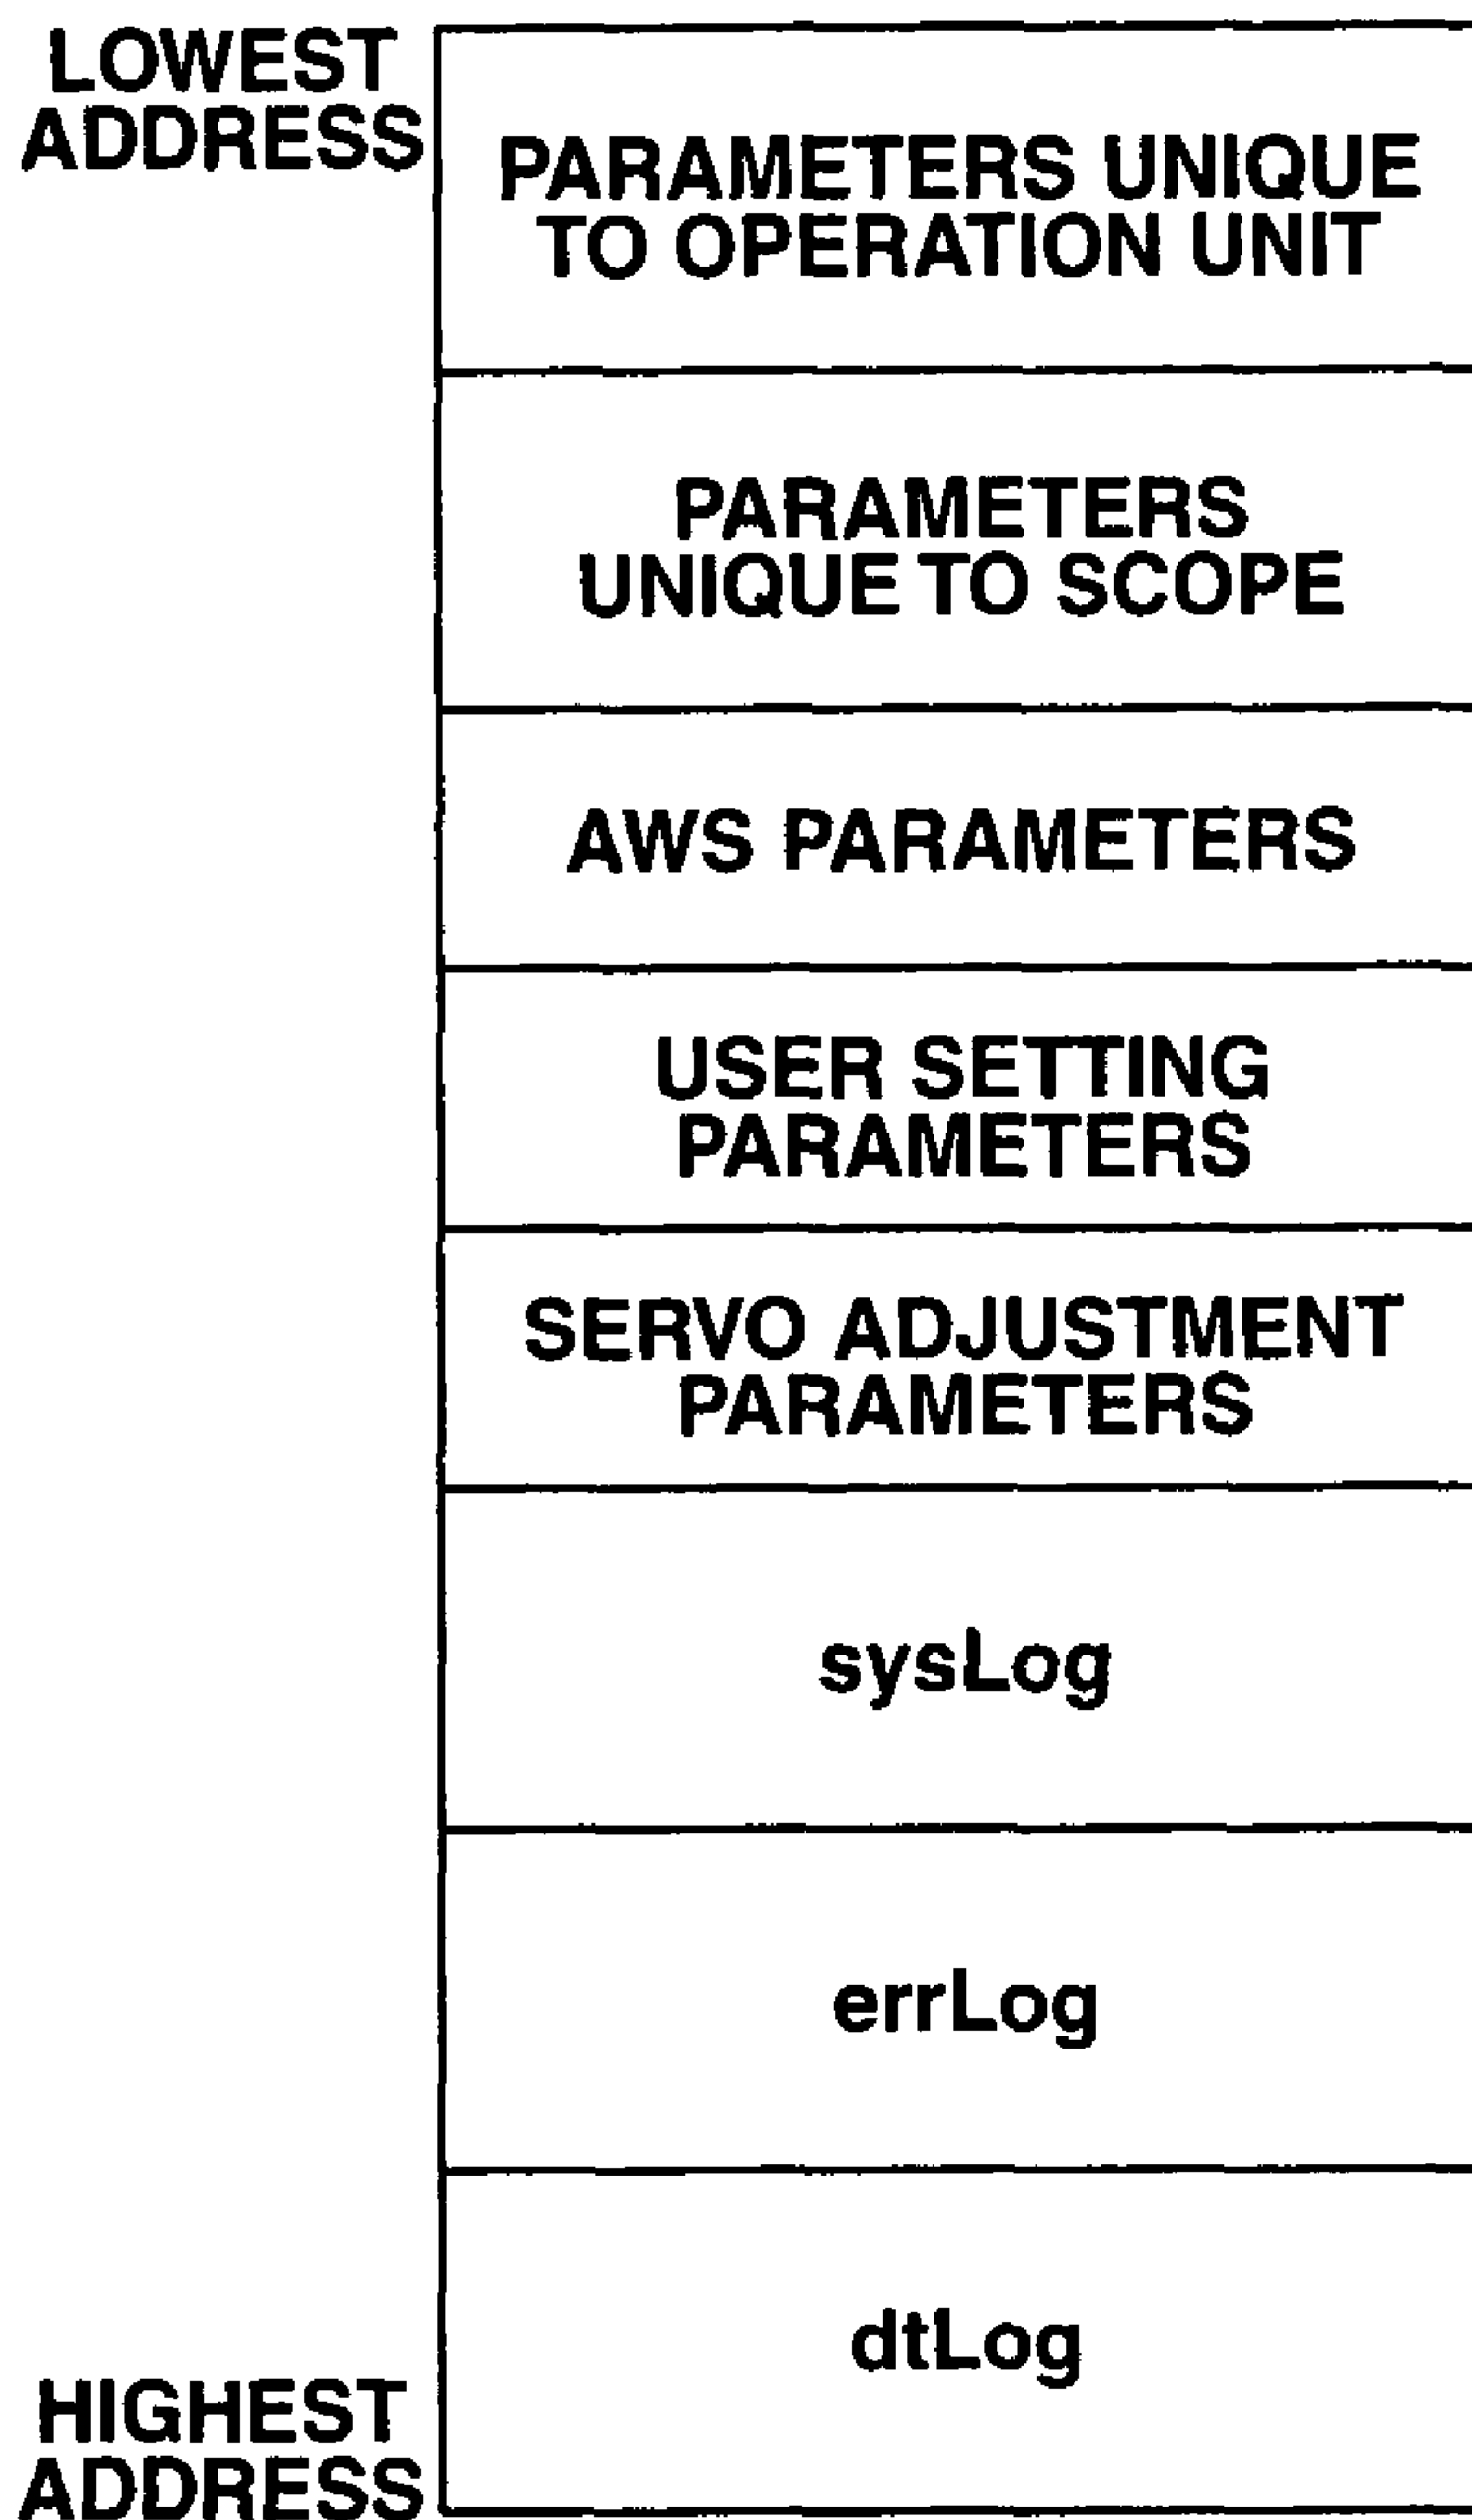 LOWEST
ADDRESS
PARAMETERS UNIQUE
TO OPERATION UNIT
PARAMETERS
UNIQUE TO SCOPE
AWS PARAMETERS
USER SETTING
PARAMETERS
SERVO ADJUSTMENT
PARAMETERS
sysLog
errLog
dtLog
HIGHEST
ADDRESS